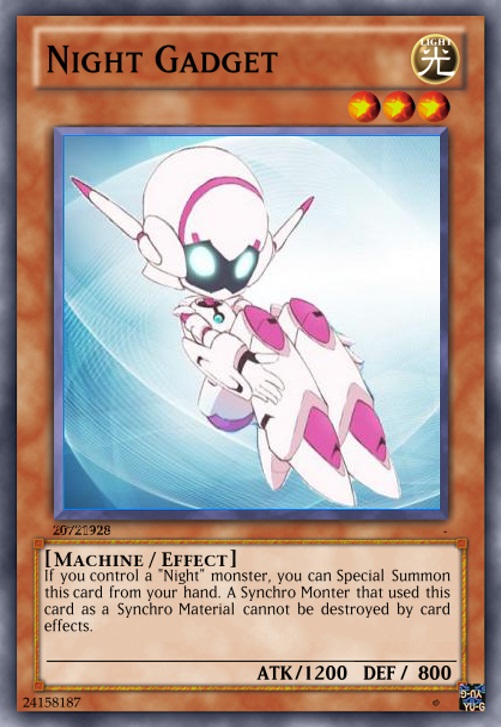 Night Gadget
LIGHT
光
20721928
-
[Machine / Effect]
If you control a "Night" monster, you can Special Summon
this card from your hand. A Synchro Monter that used this
card as a Synchro Material cannot be destroyed by card
effects.
ATK/1200 DEF/ 800
24158187
YU-G
YU-G